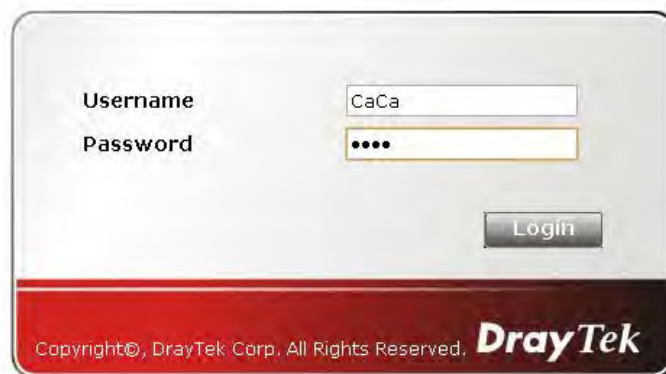 Username CaCa
Password ••••
Login
Copyright©, DrayTek Corp. All Rights Reserved. DrayTek